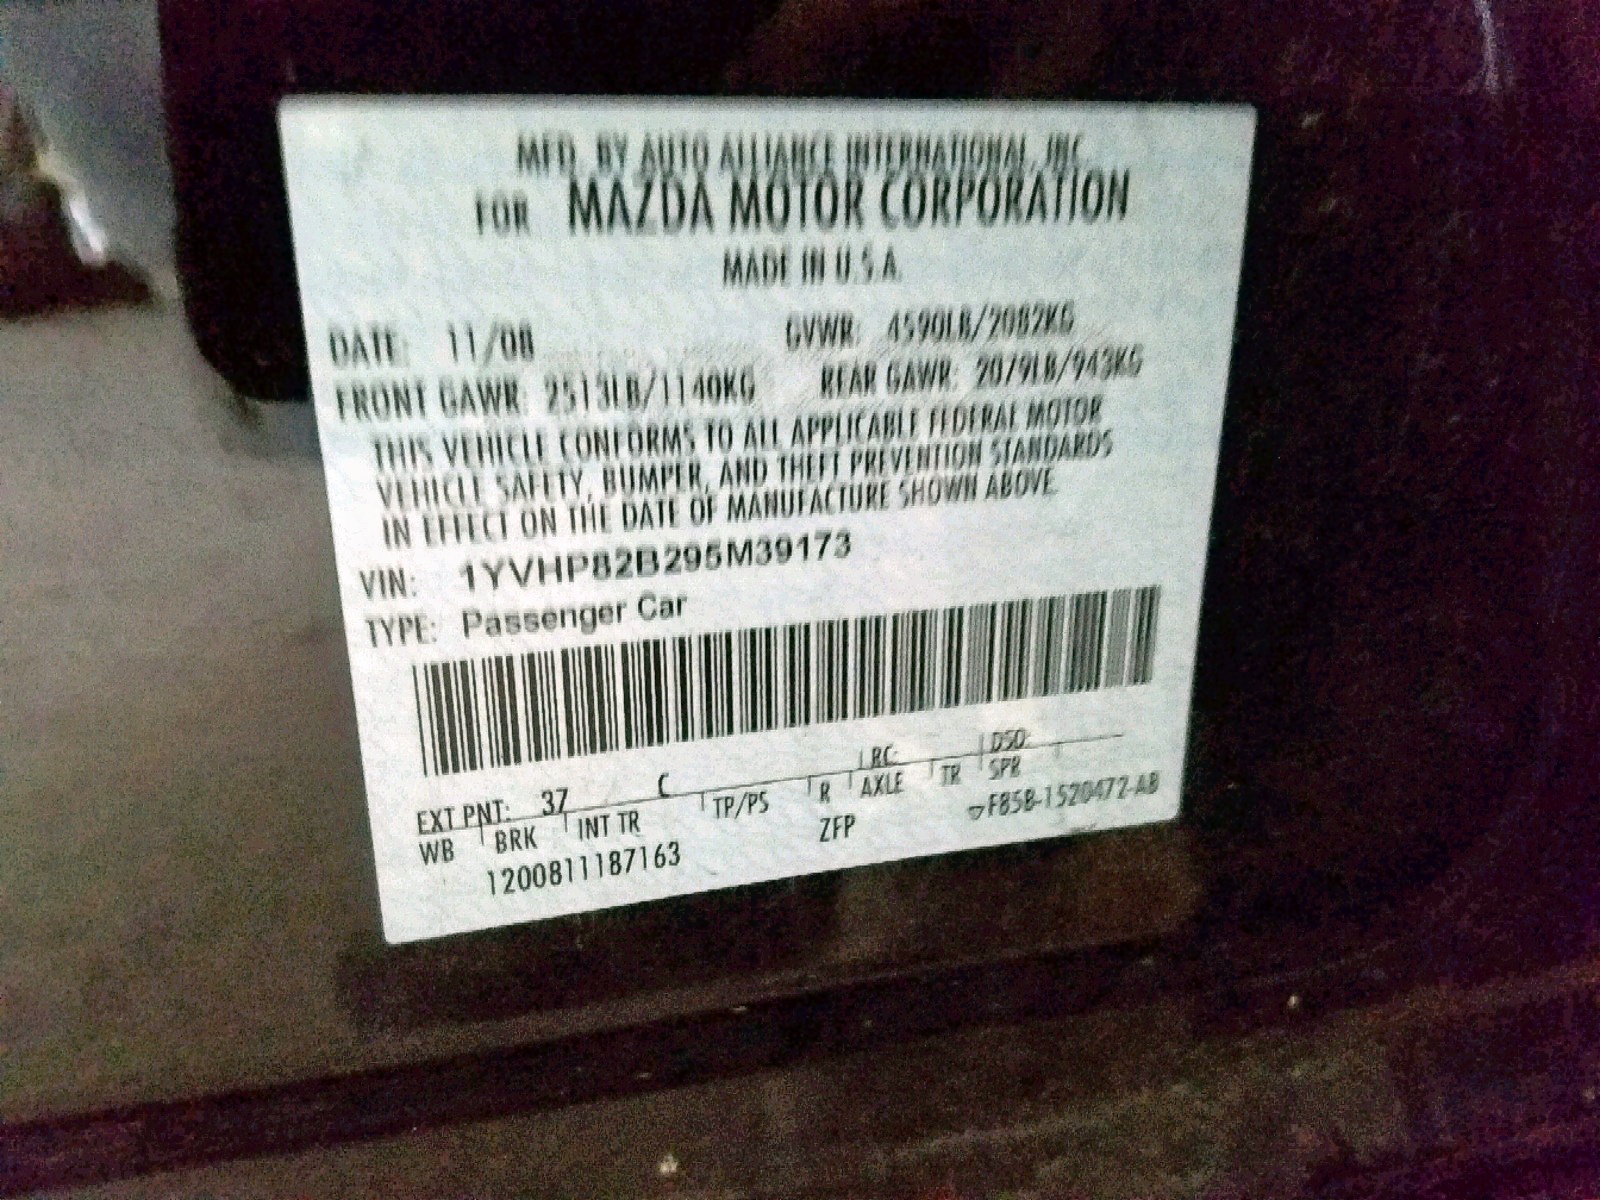 MFD. BY AUTO ALLIANCE INTERNATIONAL, INC.
FOR MAZDA MOTOR CORPORATION
MADE IN U.S.A.
DATE: 11/08 GVWR: 4590LB/2082KG
FRONT GAWR: 2513LB/1140KG REAR GAWR: 2079LB/943KG
THIS VEHICLE CONFORMS TO ALL APPLICABLE FEDERAL MOTOR
VEHICLE SAFETY, BUMPER, AND THEFT PREVENTION STANDARDS
IN EFFECT ON THE DATE OF MANUFACTURE SHOWN ABOVE.
VIN: 1YVHP82B295M39173
TYPE: Passenger Car
EXT PNT: 37 C RC: DSO:
WB BRK INT TR TP/PS R AXLE TR SPR
1200811187163 ZFP ▽F85B-1520472-AB